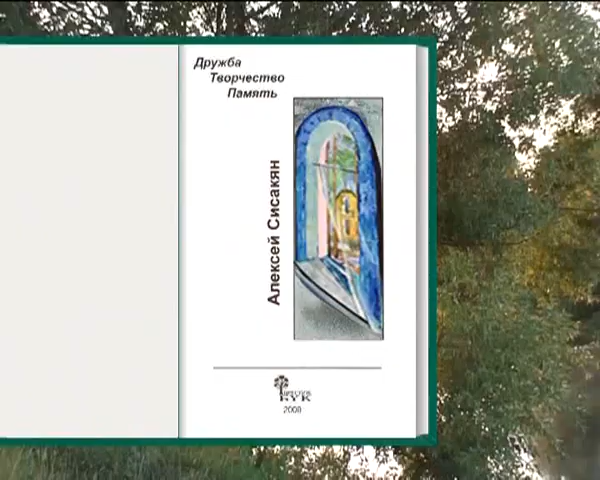 Дружба
Творчество
Память
Алексей Сисакян
2008